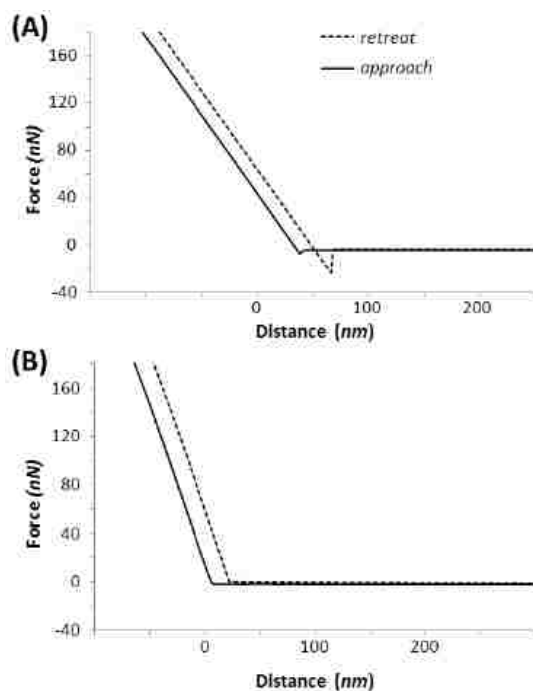 (A)
retreat
approach
160
120
80
40
0
-40
Force (nN)
0 100 200
Distance (nm)
(B)
160
120
80
40
0
-40
Force (nN)
0 100 200
Distance (nm)